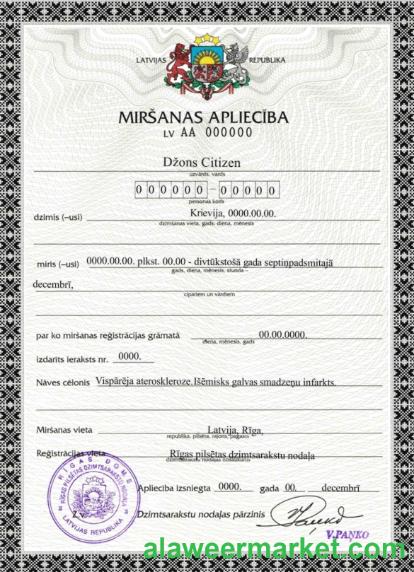 LATVIJAS REPUBLIKA
MIRŠANAS APLIECĪBA
LV AA 000000
Džons Citizen
uzvārds, vārds
000000-00000
personas kods
dzimis (–usi) Krievija, 0000.00.00.
dzimšanas vieta, gads, diena, mēnesis
miris (–usi) 0000.00.00. plkst. 00.00 - divtūkstošā gada septiņpadsmitajā
gads, diena, mēnesis, stunda –
decembrī,
cipariem un vārdiem
par ko miršanas reģistrācijas grāmatā 00.00.0000.
diena, mēnesis, gads
izdarīts ieraksts nr. 0000.
Nāves cēlonis Vispārēja ateroskleroze. Išēmisks galvas smadzeņu infarkts.
Miršanas vieta Latvija, Rīga,
republika, pilsēta, rajons, pagasts
Reģistrācijas vieta Rīgas pilsētas dzimtsarakstu nodaļa
dzimtsarakstu nodaļas nosaukums
RĪGAS DOME
RĪGAS PILSĒTAS DZIMTSARAKSTU NODAĻA
LATVIJAS REPUBLIKA
Z.v.
Apliecība izsniegta 0000. gada 00. decembrī
Dzimtsarakstu nodaļas pārzinis
V.PAŅKO
alaweermarket.com